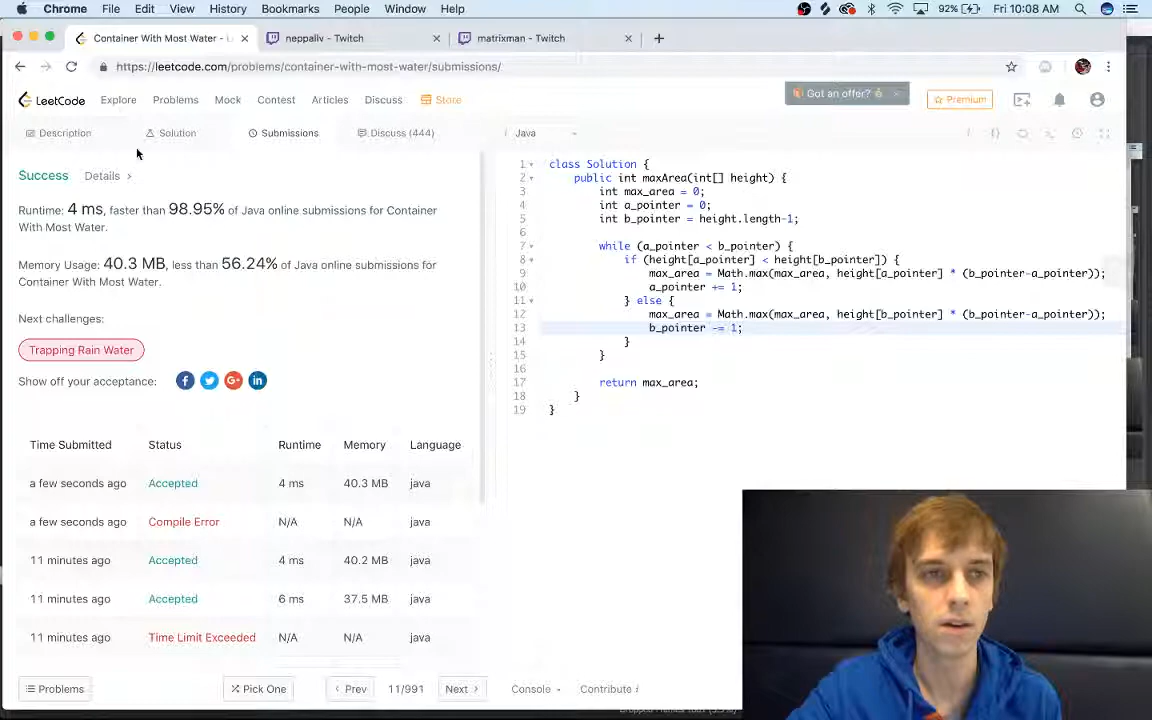 Chrome File Edit View History Bookmarks People Window Help 92% Fri 10:08 AM
Container With Most Water - L neppallv - Twitch matrixman - Twitch
https://leetcode.com/problems/container-with-most-water/submissions/
LeetCode Explore Problems Mock Contest Articles Discuss Store Got an offer? Premium
Description Solution Submissions Discuss (444) Java
Success Details >
Runtime: 4 ms, faster than 98.95% of Java online submissions for Container
With Most Water.
Memory Usage: 40.3 MB, less than 56.24% of Java online submissions for
Container With Most Water.
Next challenges:
Trapping Rain Water
Show off your acceptance:
Time Submitted Status Runtime Memory Language
a few seconds ago Accepted 4 ms 40.3 MB java
a few seconds ago Compile Error N/A N/A java
11 minutes ago Accepted 4 ms 40.2 MB java
11 minutes ago Accepted 6 ms 37.5 MB java
11 minutes ago Time Limit Exceeded N/A N/A java
1 class Solution {
2 public int maxArea(int[] height) {
3 int max_area = 0;
4 int a_pointer = 0;
5 int b_pointer = height.length-1;
6
7 while (a_pointer < b_pointer) {
8 if (height[a_pointer] < height[b_pointer]) {
9 max_area = Math.max(max_area, height[a_pointer] * (b_pointer-a_pointer));
10 a_pointer += 1;
11 } else {
12 max_area = Math.max(max_area, height[b_pointer] * (b_pointer-a_pointer));
13 b_pointer -= 1;
14 }
15 }
16
17 return max_area;
18 }
19 }
Problems Pick One < Prev 11/991 Next > Console Contribute i